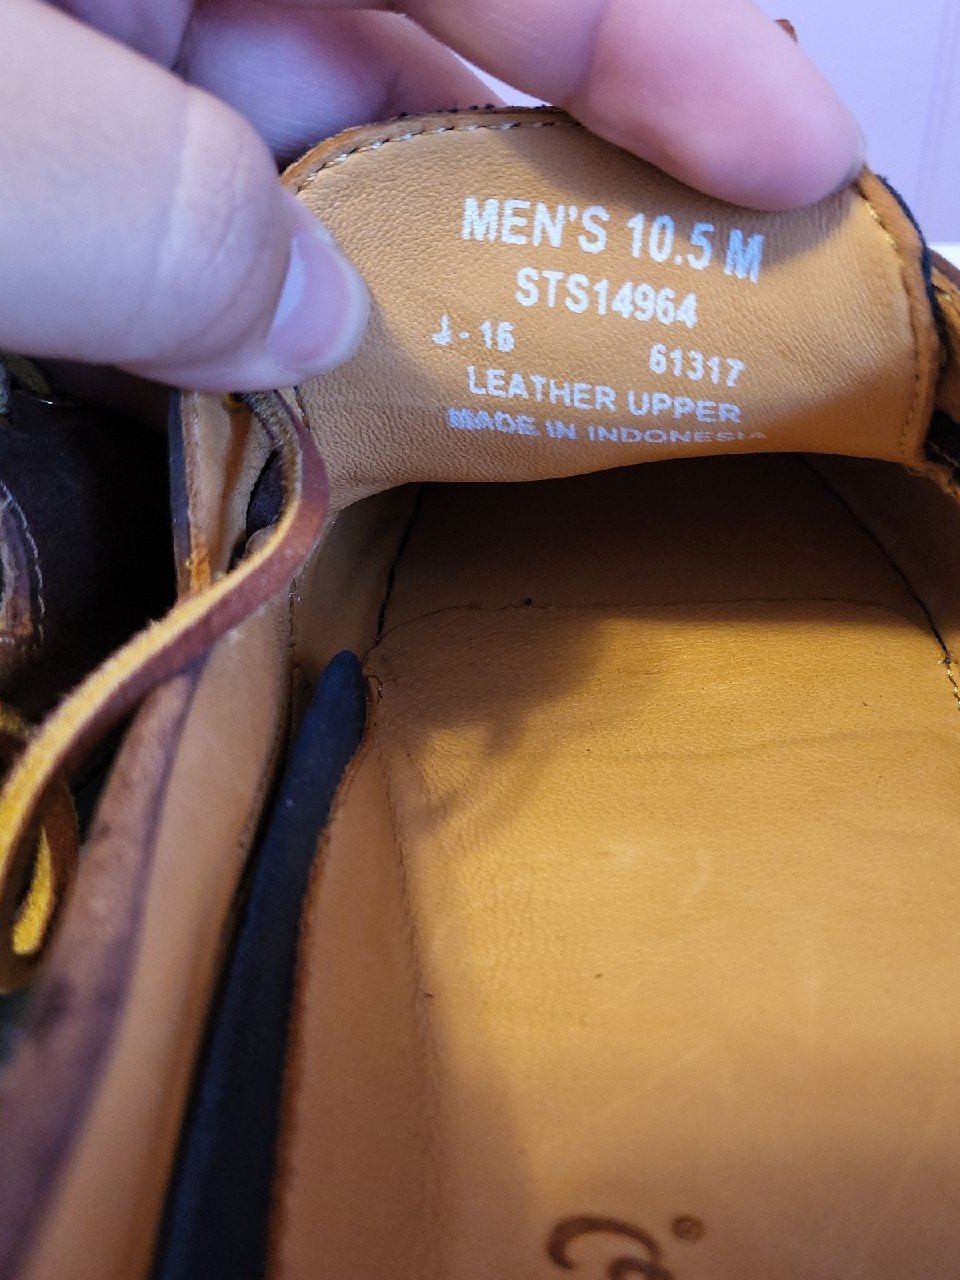 MEN'S 10.5 M
STS14964
J-16 61317
LEATHER UPPER
MADE IN INDONESIA
®